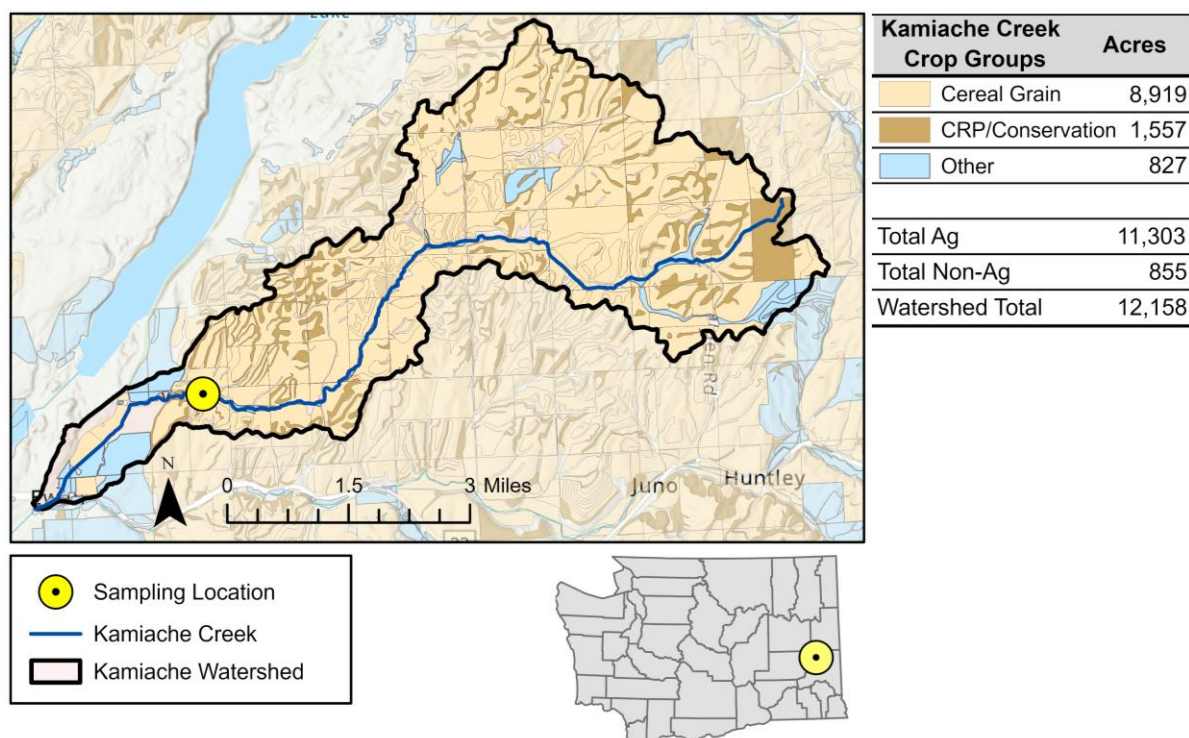 Lake
N
0 1.5 3 Miles
Juno
Huntley
Rd
Kamiache Creek Acres
Crop Groups
Cereal Grain 8,919
CRP/Conservation 1,557
Other 827
Total Ag 11,303
Total Non-Ag 855
Watershed Total 12,158
Sampling Location
Kamiache Creek
Kamiache Watershed